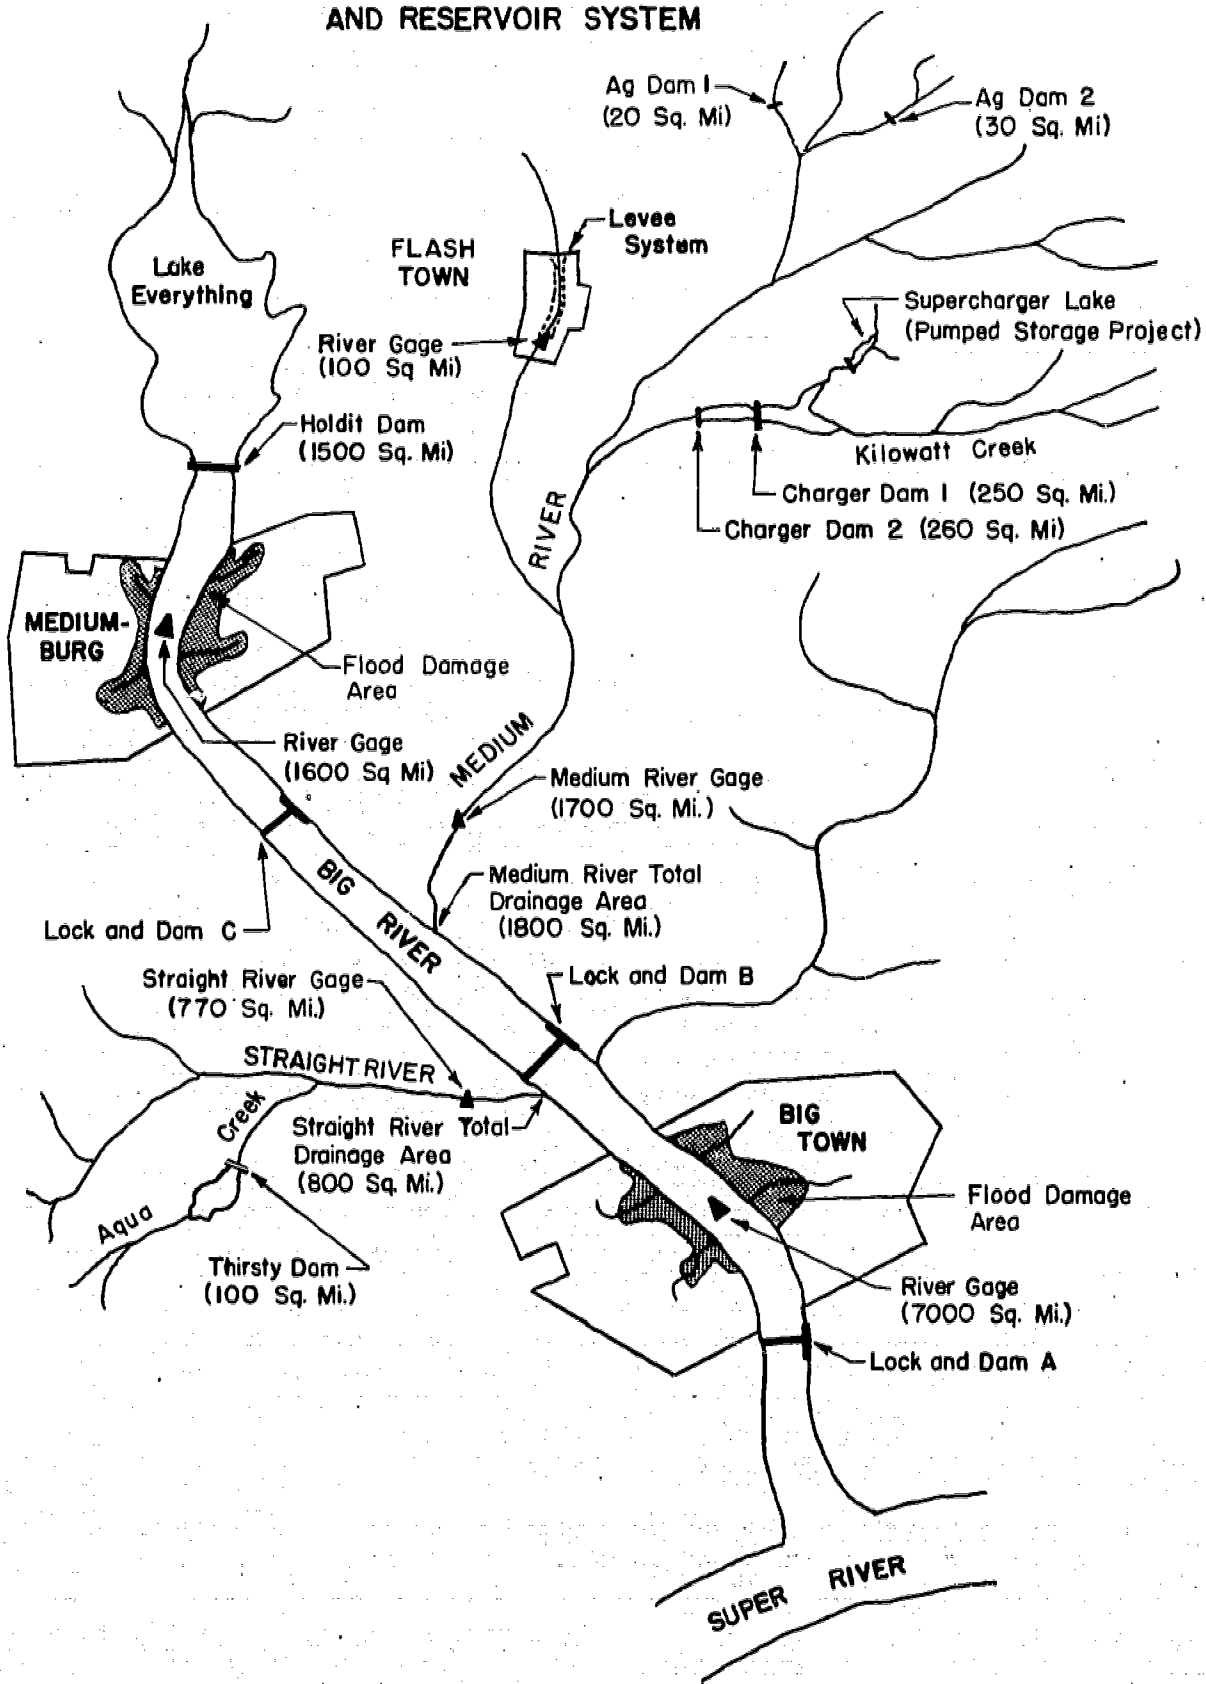 AND RESERVOIR SYSTEM
Ag Dam 1
(20 Sq. Mi)
Ag Dam 2
(30 Sq. Mi)
Levee
System
FLASH
TOWN
Lake
Everything
Supercharger Lake
(Pumped Storage Project)
River Gage
(100 Sq Mi)
Holdit Dam
(1500 Sq. Mi)
Kilowatt Creek
Charger Dam 1 (250 Sq. Mi.)
Charger Dam 2 (260 Sq. Mi)
RIVER
MEDIUM-
BURG
Flood Damage
Area
River Gage
(1600 Sq Mi)
MEDIUM
Medium River Gage
(1700 Sq. Mi.)
BIG
RIVER
Medium River Total
Drainage Area
(1800 Sq. Mi.)
Lock and Dam C
Lock and Dam B
Straight River Gage
(770 Sq. Mi.)
STRAIGHT RIVER
Creek
Aqua
Straight River Total
Drainage Area
(800 Sq. Mi.)
BIG
TOWN
Flood Damage
Area
Thirsty Dam
(100 Sq. Mi.)
River Gage
(7000 Sq. Mi.)
Lock and Dam A
SUPER RIVER